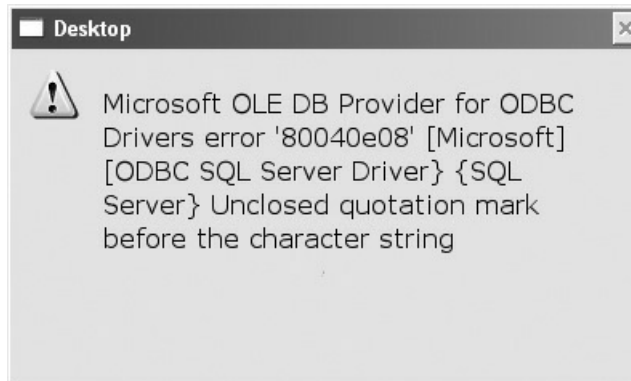 Desktop
Microsoft OLE DB Provider for ODBC
Drivers error '80040e08' [Microsoft]
[ODBC SQL Server Driver} {SQL
Server} Unclosed quotation mark
before the character string